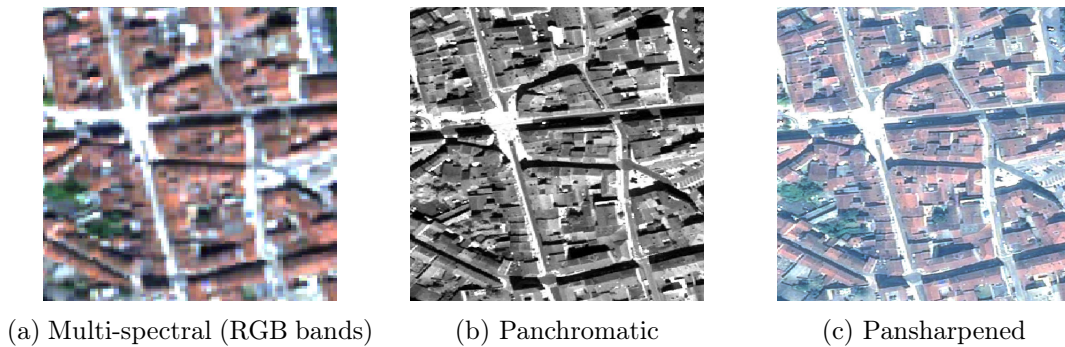 (a) Multi-spectral (RGB bands)
(b) Panchromatic
(c) Pansharpened